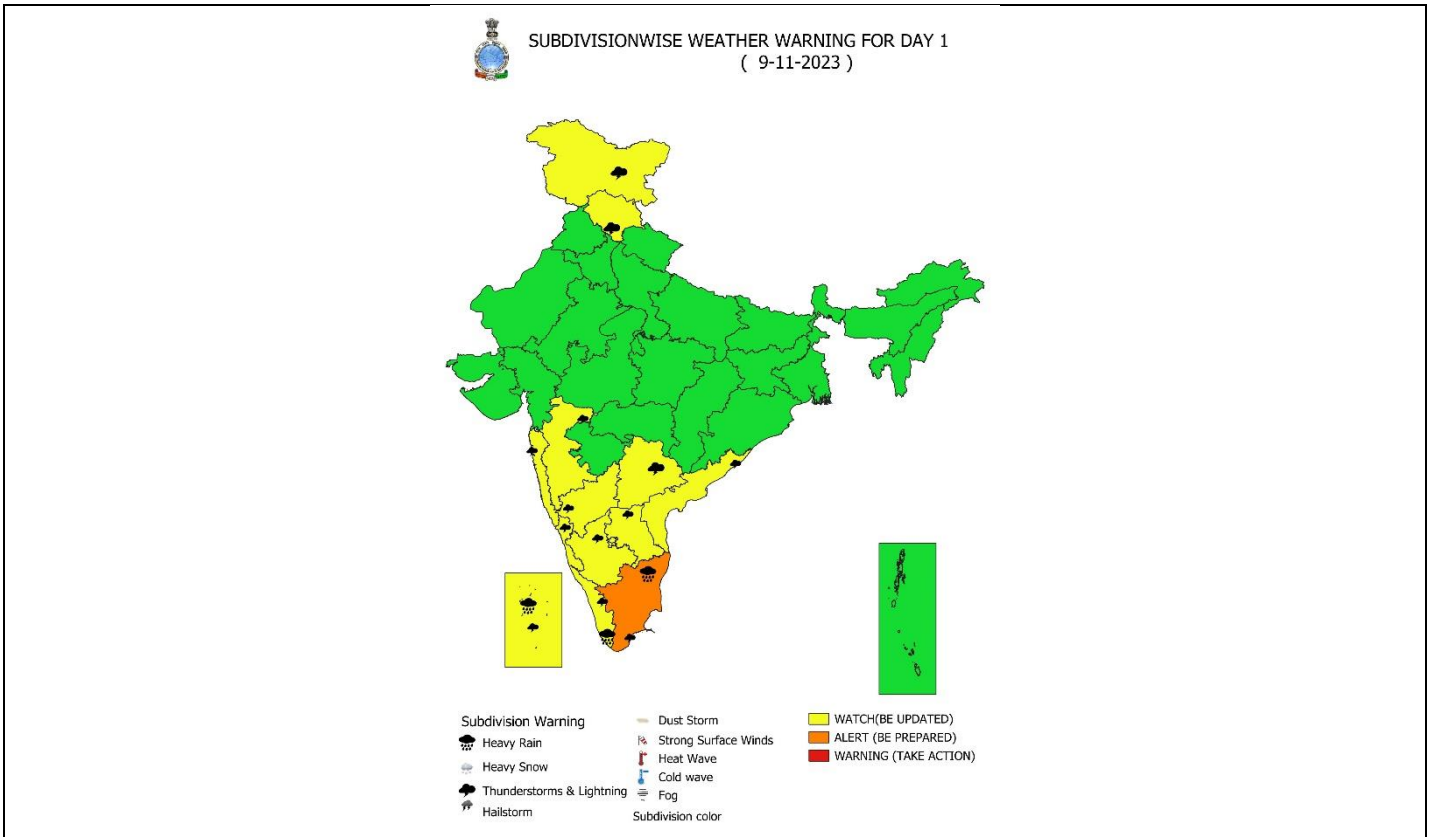 SUBDIVISIONWISE WEATHER WARNING FOR DAY 1
( 9-11-2023 )
Subdivision Warning
Heavy Rain
Heavy Snow
Thunderstorms & Lightning
Hailstorm
Dust Storm
Strong Surface Winds
Heat Wave
Cold wave
Fog
Subdivision color
WATCH(BE UPDATED)
ALERT (BE PREPARED)
WARNING (TAKE ACTION)